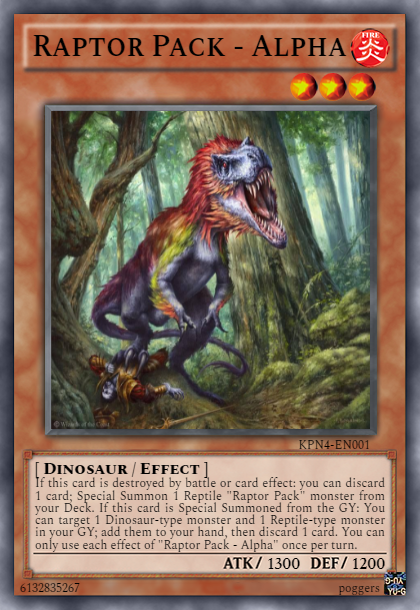 RAPTOR PACK - ALPHA
FIRE
炎
KPN4-EN001
[ DINOSAUR / EFFECT ]
If this card is destroyed by battle or card effect: you can discard
1 card; Special Summon 1 Reptile "Raptor Pack" monster from
your Deck. If this card is Special Summoned from the GY: You can
target 1 Dinosaur-type monster and 1 Reptile-type monster
in your GY; add them to your hand, then discard 1 card. You can
only use each effect of "Raptor Pack - Alpha" once per turn.
ATK / 1300 DEF / 1200
6132835267
poggers